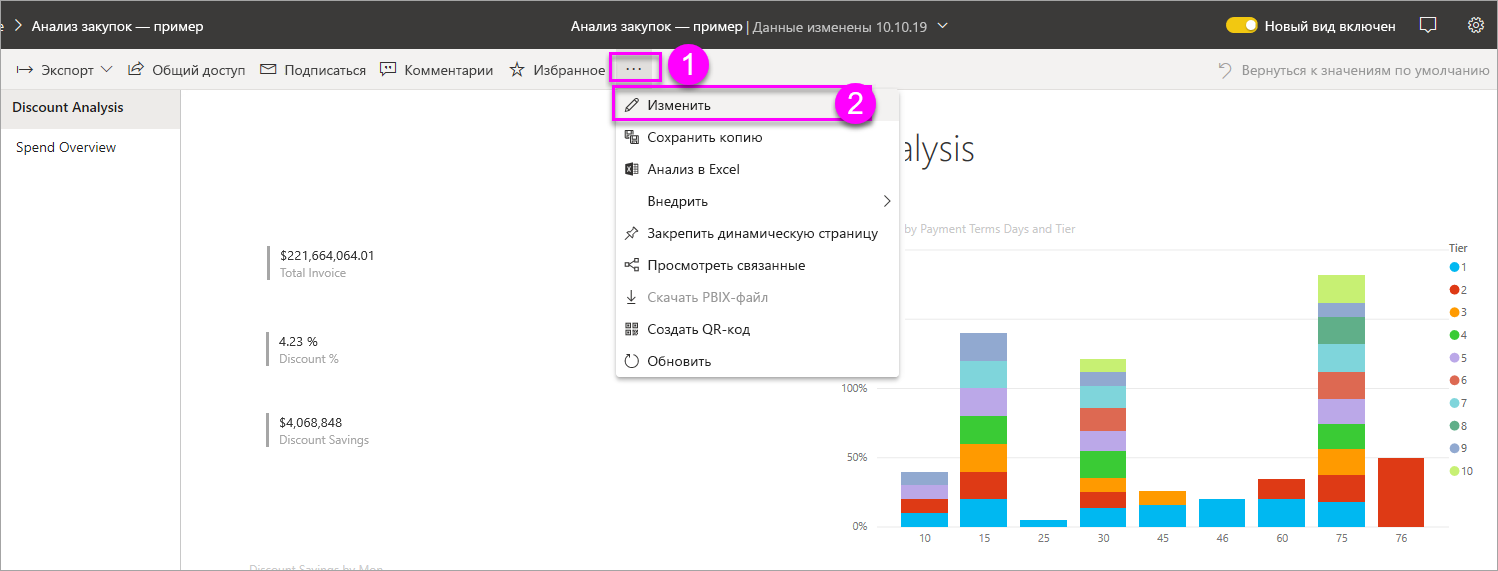 е > Анализ закупок — пример
Анализ закупок — пример | Данные изменены 10.10.19
Новый вид включен
Экспорт
Общий доступ
Подписаться
Комментарии
Избранное
...
1
Вернуться к значениям по умолчанию
Discount Analysis
Spend Overview
Изменить
2
Сохранить копию
Анализ в Excel
Внедрить
Закрепить динамическую страницу
Просмотреть связанные
Скачать PBIX-файл
Создать QR-код
Обновить
alysis
by Payment Terms Days and Tier
$221,664,064.01
Total Invoice
4.23 %
Discount %
$4,068,848
Discount Savings
100%
50%
0%
10
15
25
30
45
46
60
75
76
Tier
1
2
3
4
5
6
7
8
9
10
Discount Savings by Mon